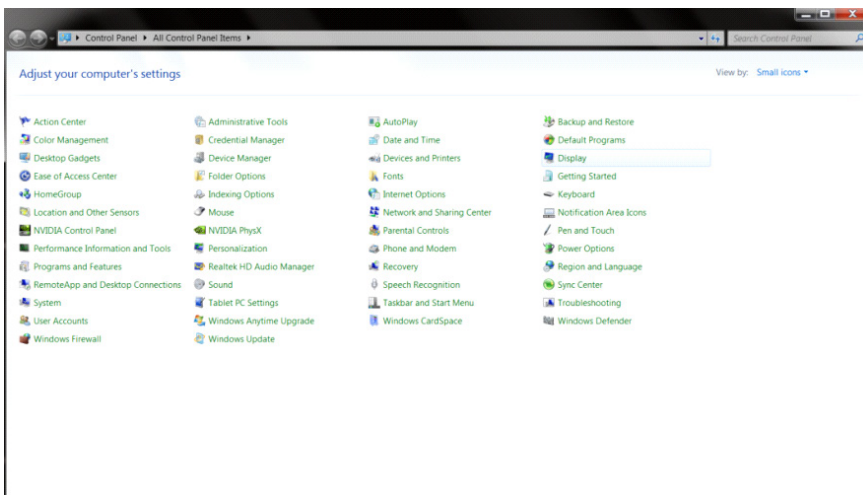 Control Panel All Control Panel Items
Search Control Panel
Adjust your computer's settings
View by: Small icons
Action Center Administrative Tools AutoPlay Backup and Restore
Color Management Credential Manager Date and Time Default Programs
Desktop Gadgets Device Manager Devices and Printers Display
Ease of Access Center Folder Options Fonts Getting Started
HomeGroup Indexing Options Internet Options Keyboard
Location and Other Sensors Mouse Network and Sharing Center Notification Area Icons
NVIDIA Control Panel NVIDIA PhysX Parental Controls Pen and Touch
Performance Information and Tools Personalization Phone and Modem Power Options
Programs and Features Realtek HD Audio Manager Recovery Region and Language
RemoteApp and Desktop Connections Sound Speech Recognition Sync Center
System Tablet PC Settings Taskbar and Start Menu Troubleshooting
User Accounts Windows Anytime Upgrade Windows CardSpace Windows Defender
Windows Firewall Windows Update